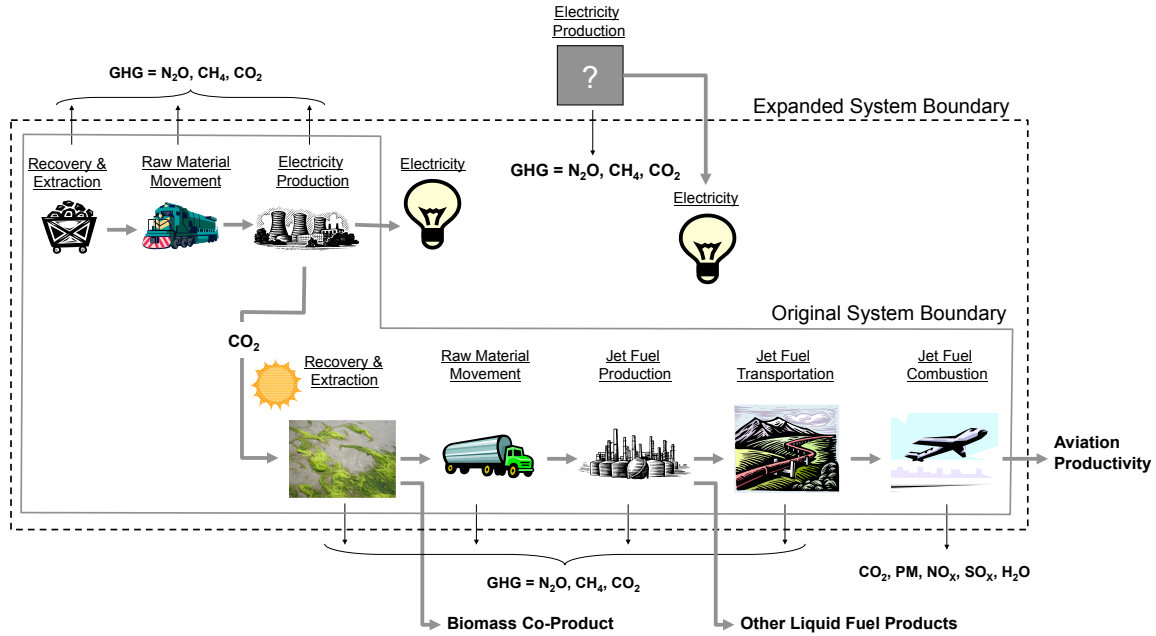 Electricity
Production
?
GHG = N₂O, CH₄, CO₂
Expanded System Boundary
Recovery &
Extraction
Raw Material
Movement
Electricity
Production
Electricity
GHG = N₂O, CH₄, CO₂
Electricity
Original System Boundary
CO₂
Recovery &
Extraction
Raw Material
Movement
Jet Fuel
Production
Jet Fuel
Transportation
Jet Fuel
Combustion
Aviation
Productivity
GHG = N₂O, CH₄, CO₂
CO₂, PM, NOₓ, SOₓ, H₂O
Biomass Co-Product
Other Liquid Fuel Products